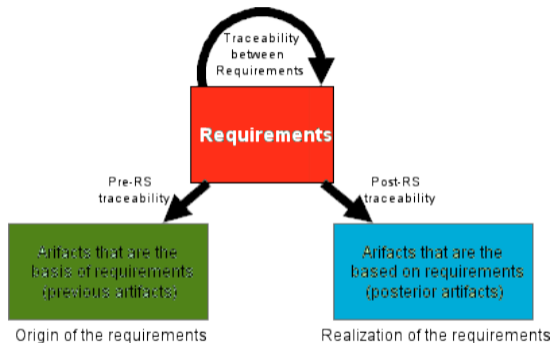 Traceability
between
Requirements
Requirements
Pre-RS
traceability
Post-RS
traceability
Arifacts that are the
basis of requirements
(previous artifacts)
Arifacts that are the
based on requirements
(posterior artifacts)
Origin of the requirements
Realization of the requirements